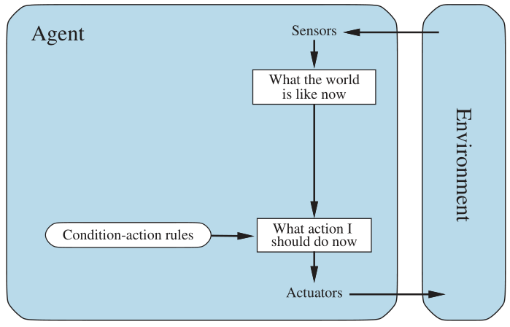 Agent
Sensors
What the world
is like now
Environment
Condition-action rules
What action I
should do now
Actuators